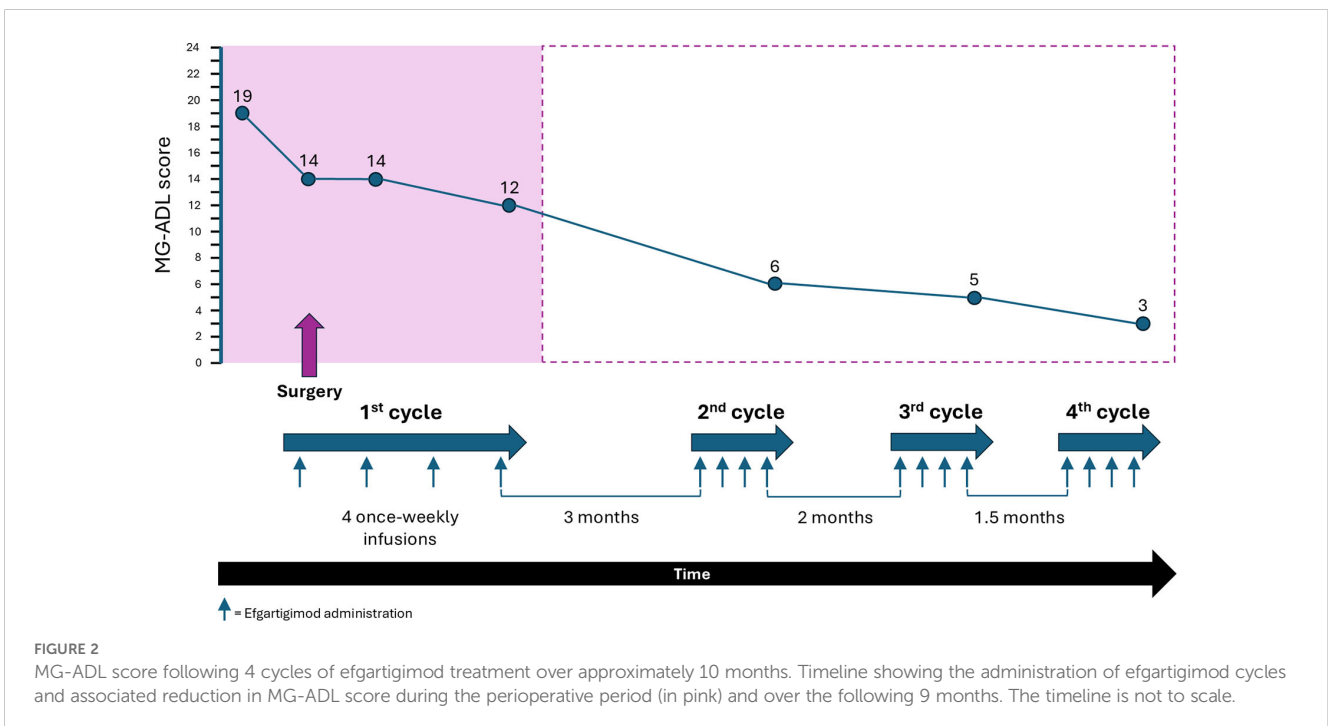 24
22
20
18
16
14
12
10
8
6
4
2
0
MG-ADL score
19
14
14
12
6
5
3
Surgery
1st cycle
2nd cycle
3rd cycle
4th cycle
4 once-weekly
infusions
3 months
2 months
1.5 months
Time
= Efgartigimod administration
FIGURE 2
MG-ADL score following 4 cycles of efgartigimod treatment over approximately 10 months. Timeline showing the administration of efgartigimod cycles
and associated reduction in MG-ADL score during the perioperative period (in pink) and over the following 9 months. The timeline is not to scale.